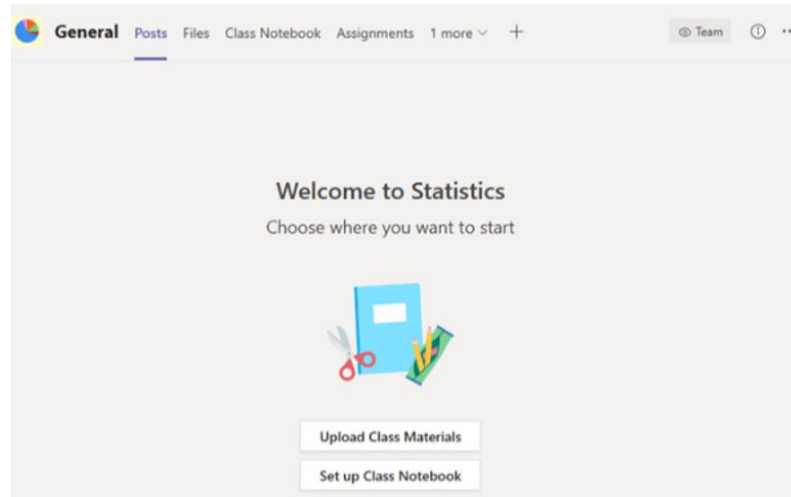 General Posts Files Class Notebook Assignments 1 more Team
Welcome to Statistics
Choose where you want to start
Upload Class Materials
Set up Class Notebook